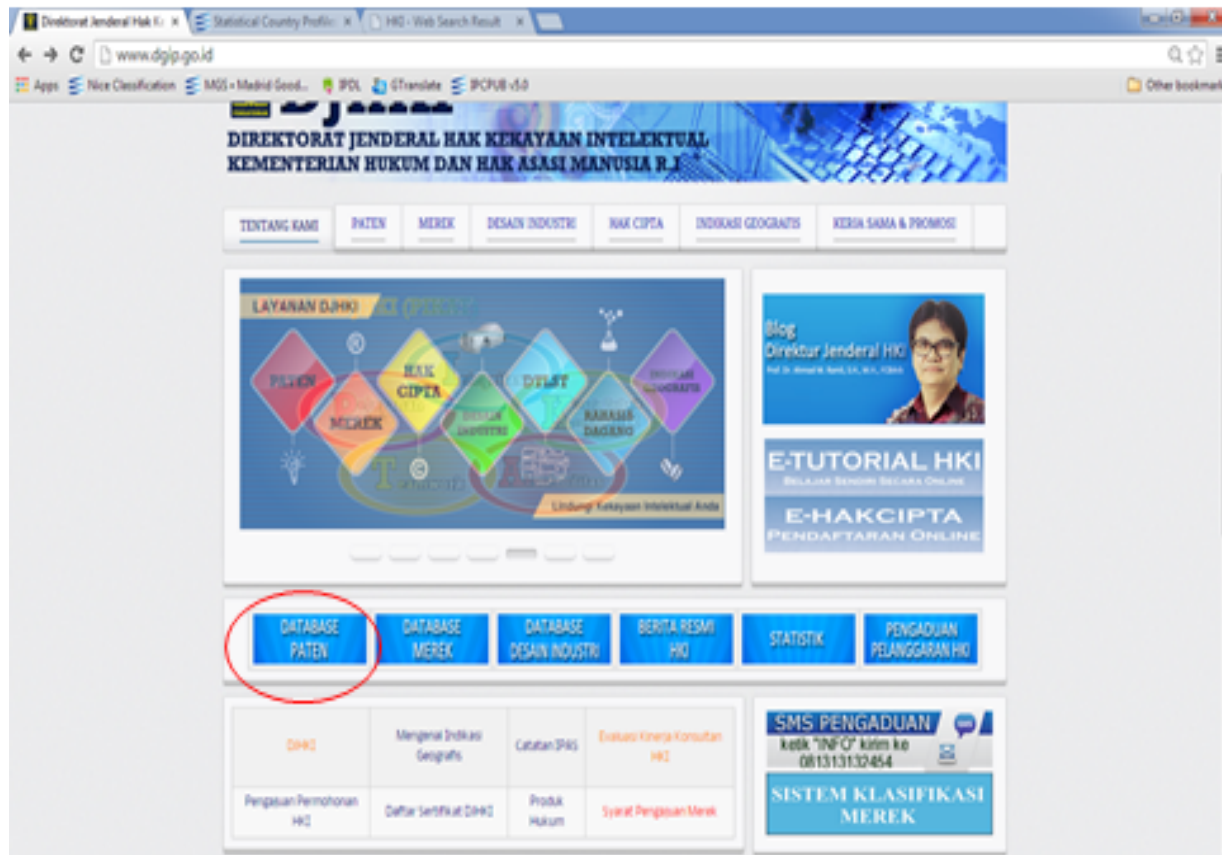 Direktorat Jenderal Hak K
Statistical Country Profile
HKI - Web Search Result
www.dgip.go.id
Apps
Nice Classification
MGS - Madrid Good...
IPDL
GTranslate
IPCPUB v5.0
Other bookmark
DIREKTORAT JENDERAL HAK KEKAYAAN INTELEKTUAL
KEMENTERIAN HUKUM DAN HAK ASASI MANUSIA R.I
TENTANG KAMI
PATEN
MEREK
DESAIN INDUSTRI
HAK CIPTA
INDIKASI GEOGRAFIS
KERJA SAMA & PROMOSI
LAYANAN DJHKI
PATEN
MEREK
HAK
CIPTA
DESAIN
INDUSTRI
DTLST
RAHASIA
DAGANG
INDIKASI
GEOGRAFIS
Lindungi Kekayaan Intelektual Anda
Blog
Direktur Jenderal HKI
E-TUTORIAL HKI
BELAJAR SENDIRI SECARA ONLINE
E-HAKCIPTA
PENDAFTARAN ONLINE
DATABASE
PATEN
DATABASE
MEREK
DATABASE
DESAIN INDUSTRI
BERITA RESMI
HKI
STATISTIK
PENGADUAN
PELANGGARAN HKI
DJHKI
Mengenai Indikasi
Geografis
Catatan IPAS
Evaluasi Kinerja Konsultan
HKI
Pengajuan Permohonan
HKI
Daftar Sertifikat DJHKI
Produk
Hukum
Syarat Pengajuan Merek
SMS PENGADUAN
ketik "INFO" kirim ke
081313132454
SISTEM KLASIFIKASI
MEREK